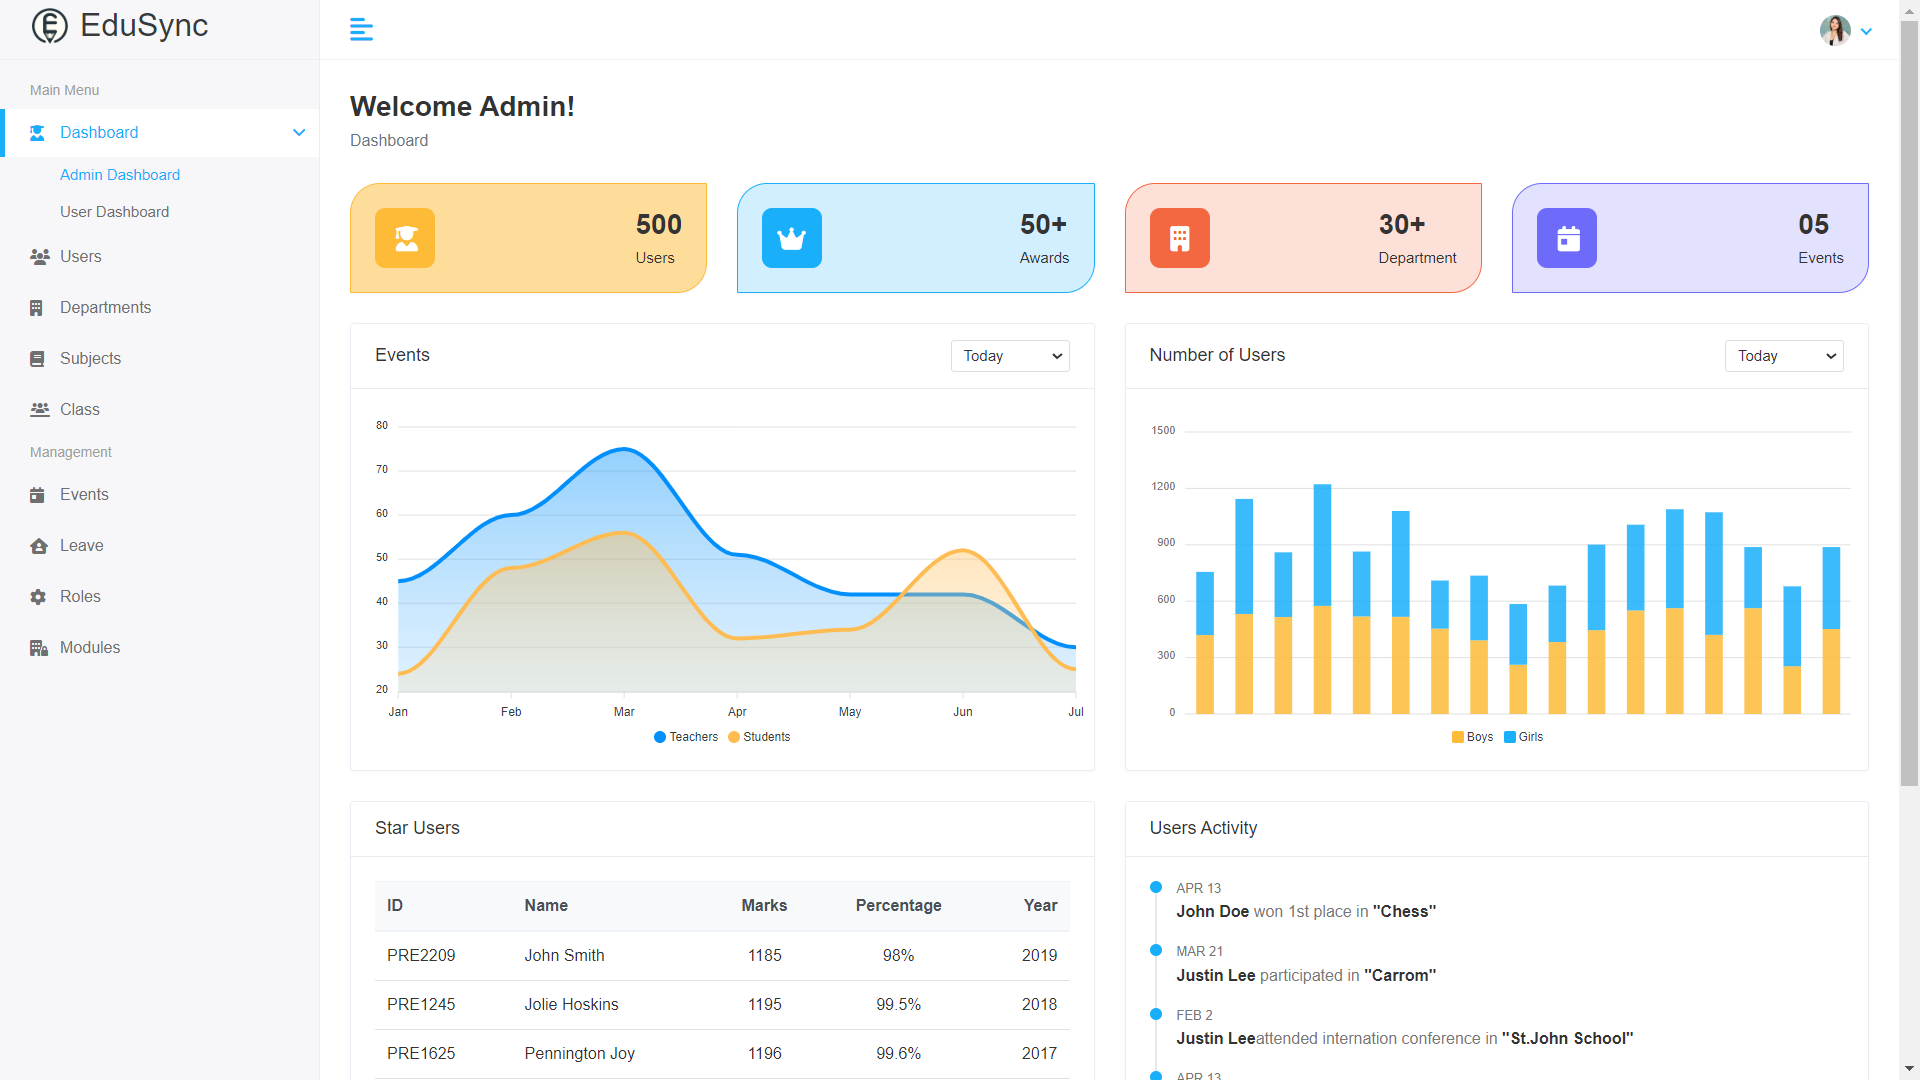 EduSync
Main Menu
Dashboard
Admin Dashboard
User Dashboard
Users
Departments
Subjects
Class
Management
Events
Leave
Roles
Modules
Welcome Admin!
Dashboard
500
Users
50+
Awards
30+
Department
05
Events
Events
Today
80
70
60
50
40
30
20
Jan Feb Mar Apr May Jun Jul
Teachers Students
Number of Users
Today
1500
1200
900
600
300
0
Boys Girls
Star Users
ID Name Marks Percentage Year
PRE2209 John Smith 1185 98% 2019
PRE1245 Jolie Hoskins 1195 99.5% 2018
PRE1625 Pennington Joy 1196 99.6% 2017
Users Activity
APR 13
John Doe won 1st place in "Chess"
MAR 21
Justin Lee participated in "Carrom"
FEB 2
Justin Leeattended internation conference in "St.John School"
APR 13